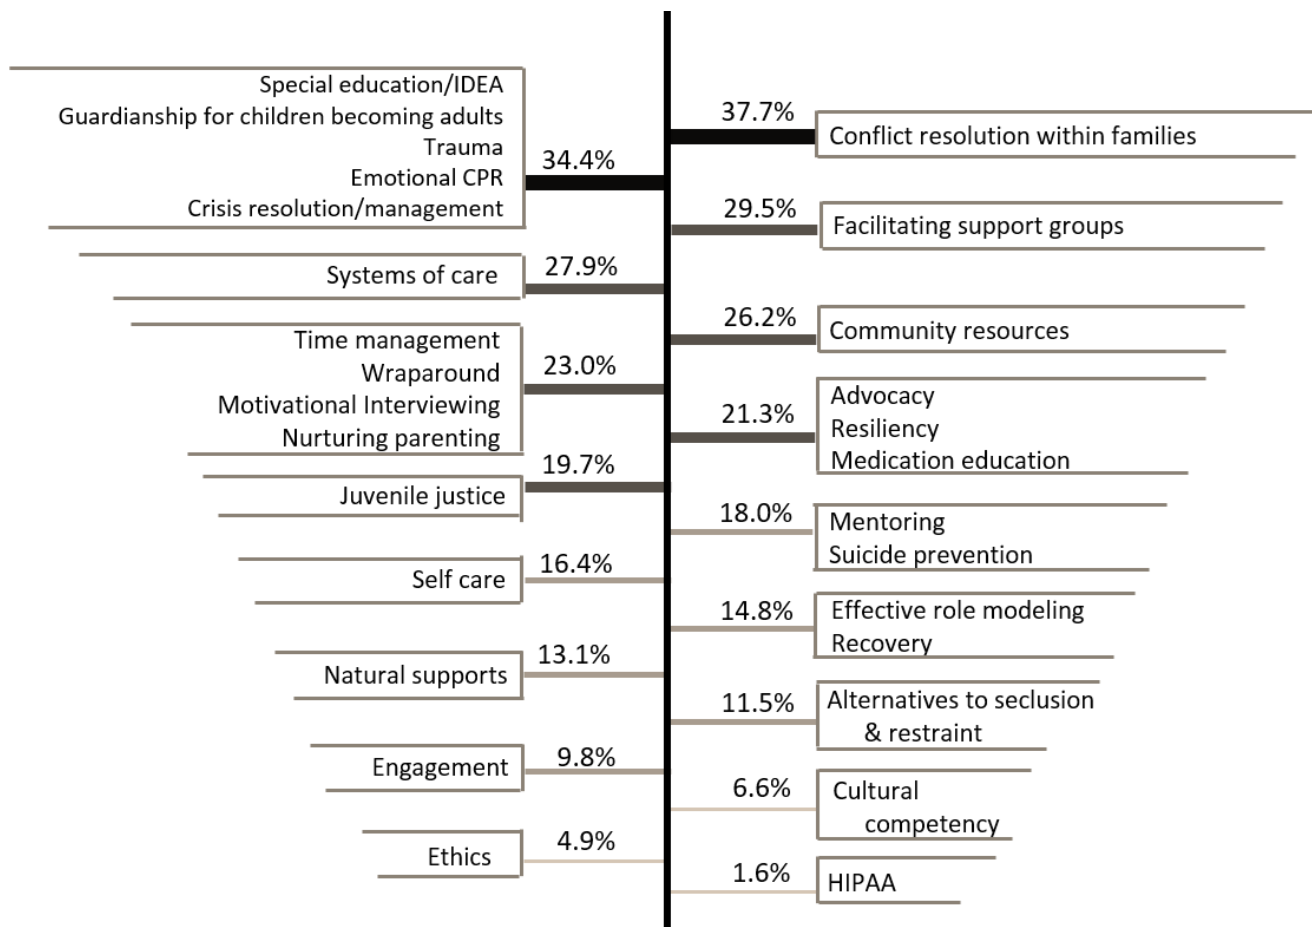 37.7%
Conflict resolution within families
Special education/IDEA
Guardianship for children becoming adults
Trauma
Emotional CPR
Crisis resolution/management
34.4%
29.5%
Facilitating support groups
Systems of care
27.9%
26.2%
Community resources
Time management
Wraparound
Motivational Interviewing
Nurturing parenting
23.0%
21.3%
Advocacy
Resiliency
Medication education
Juvenile justice
19.7%
18.0%
Mentoring
Suicide prevention
Self care
16.4%
14.8%
Effective role modeling
Recovery
Natural supports
13.1%
11.5%
Alternatives to seclusion
& restraint
Engagement
9.8%
6.6%
Cultural
competency
Ethics
4.9%
1.6%
HIPAA